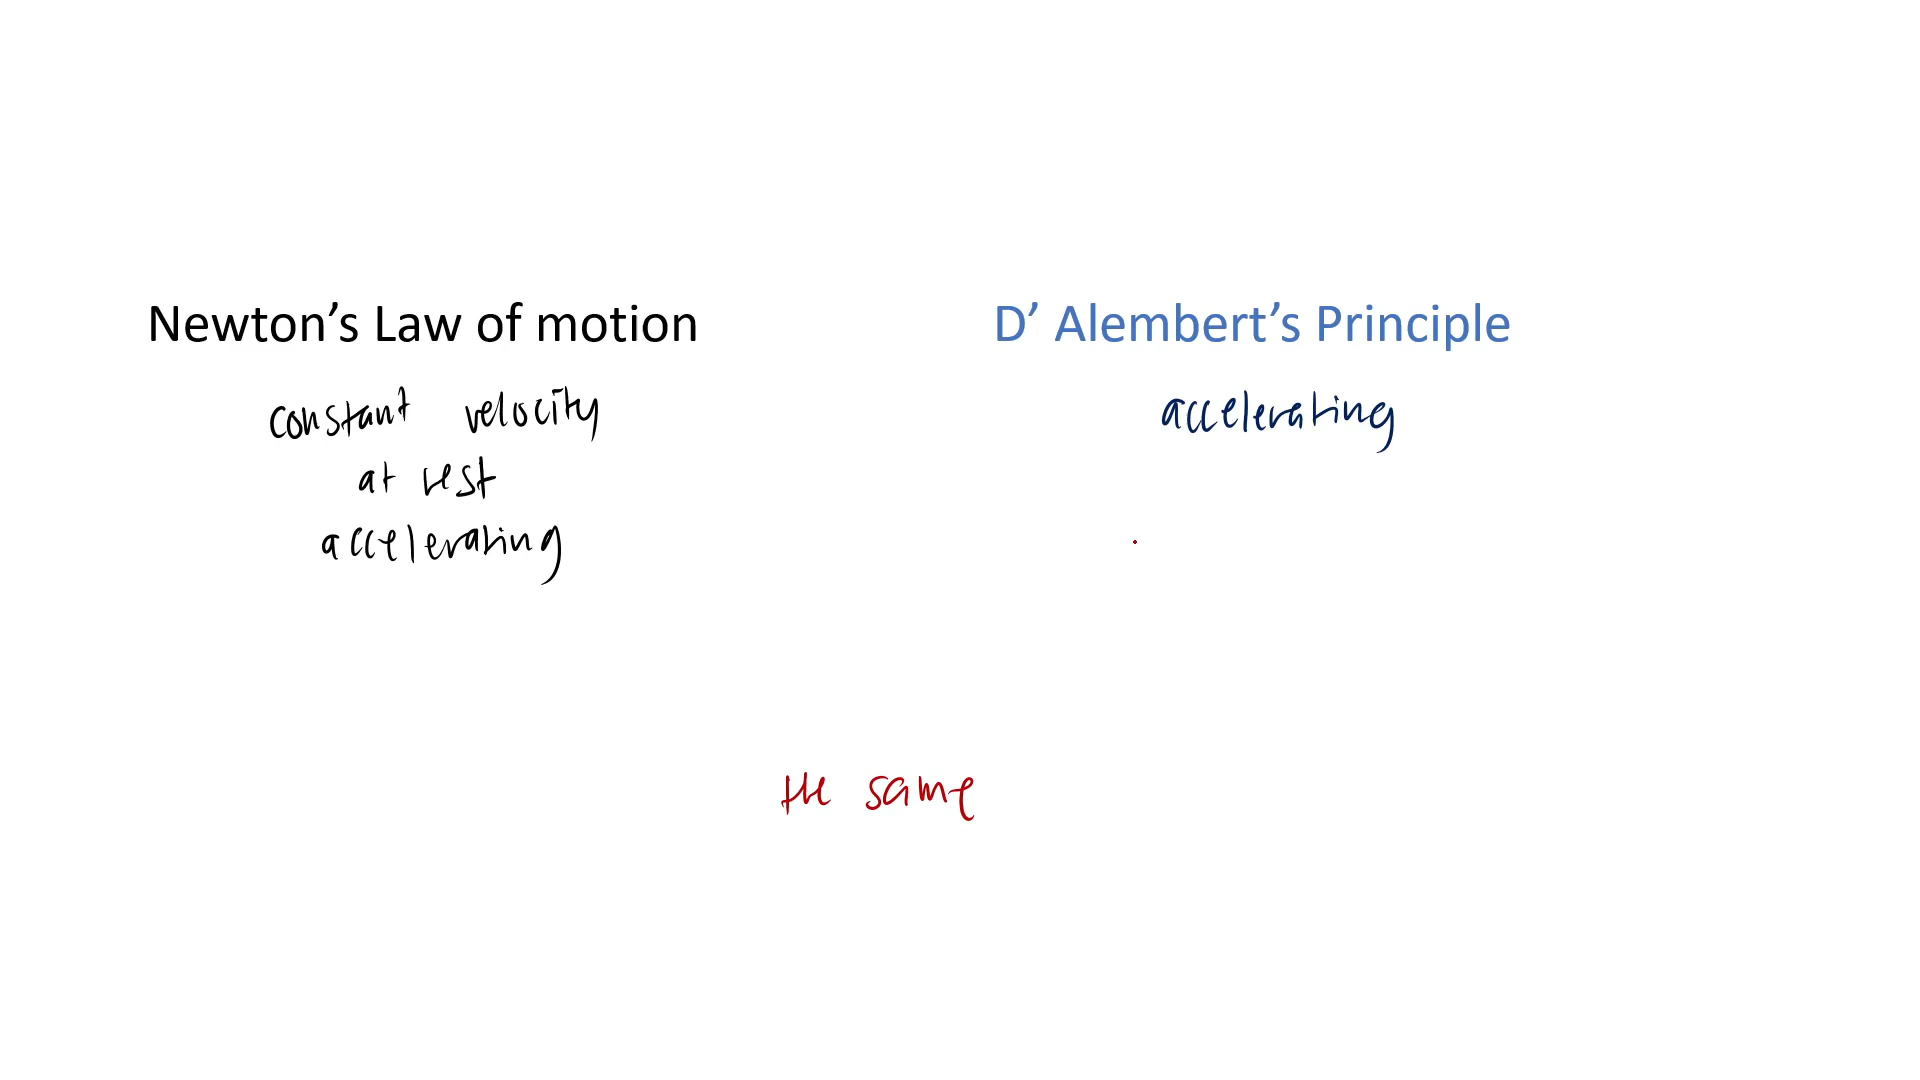 Newton’s Law of motion
constant velocity
at rest
accelerating
D’ Alembert’s Principle
accelerating
the same